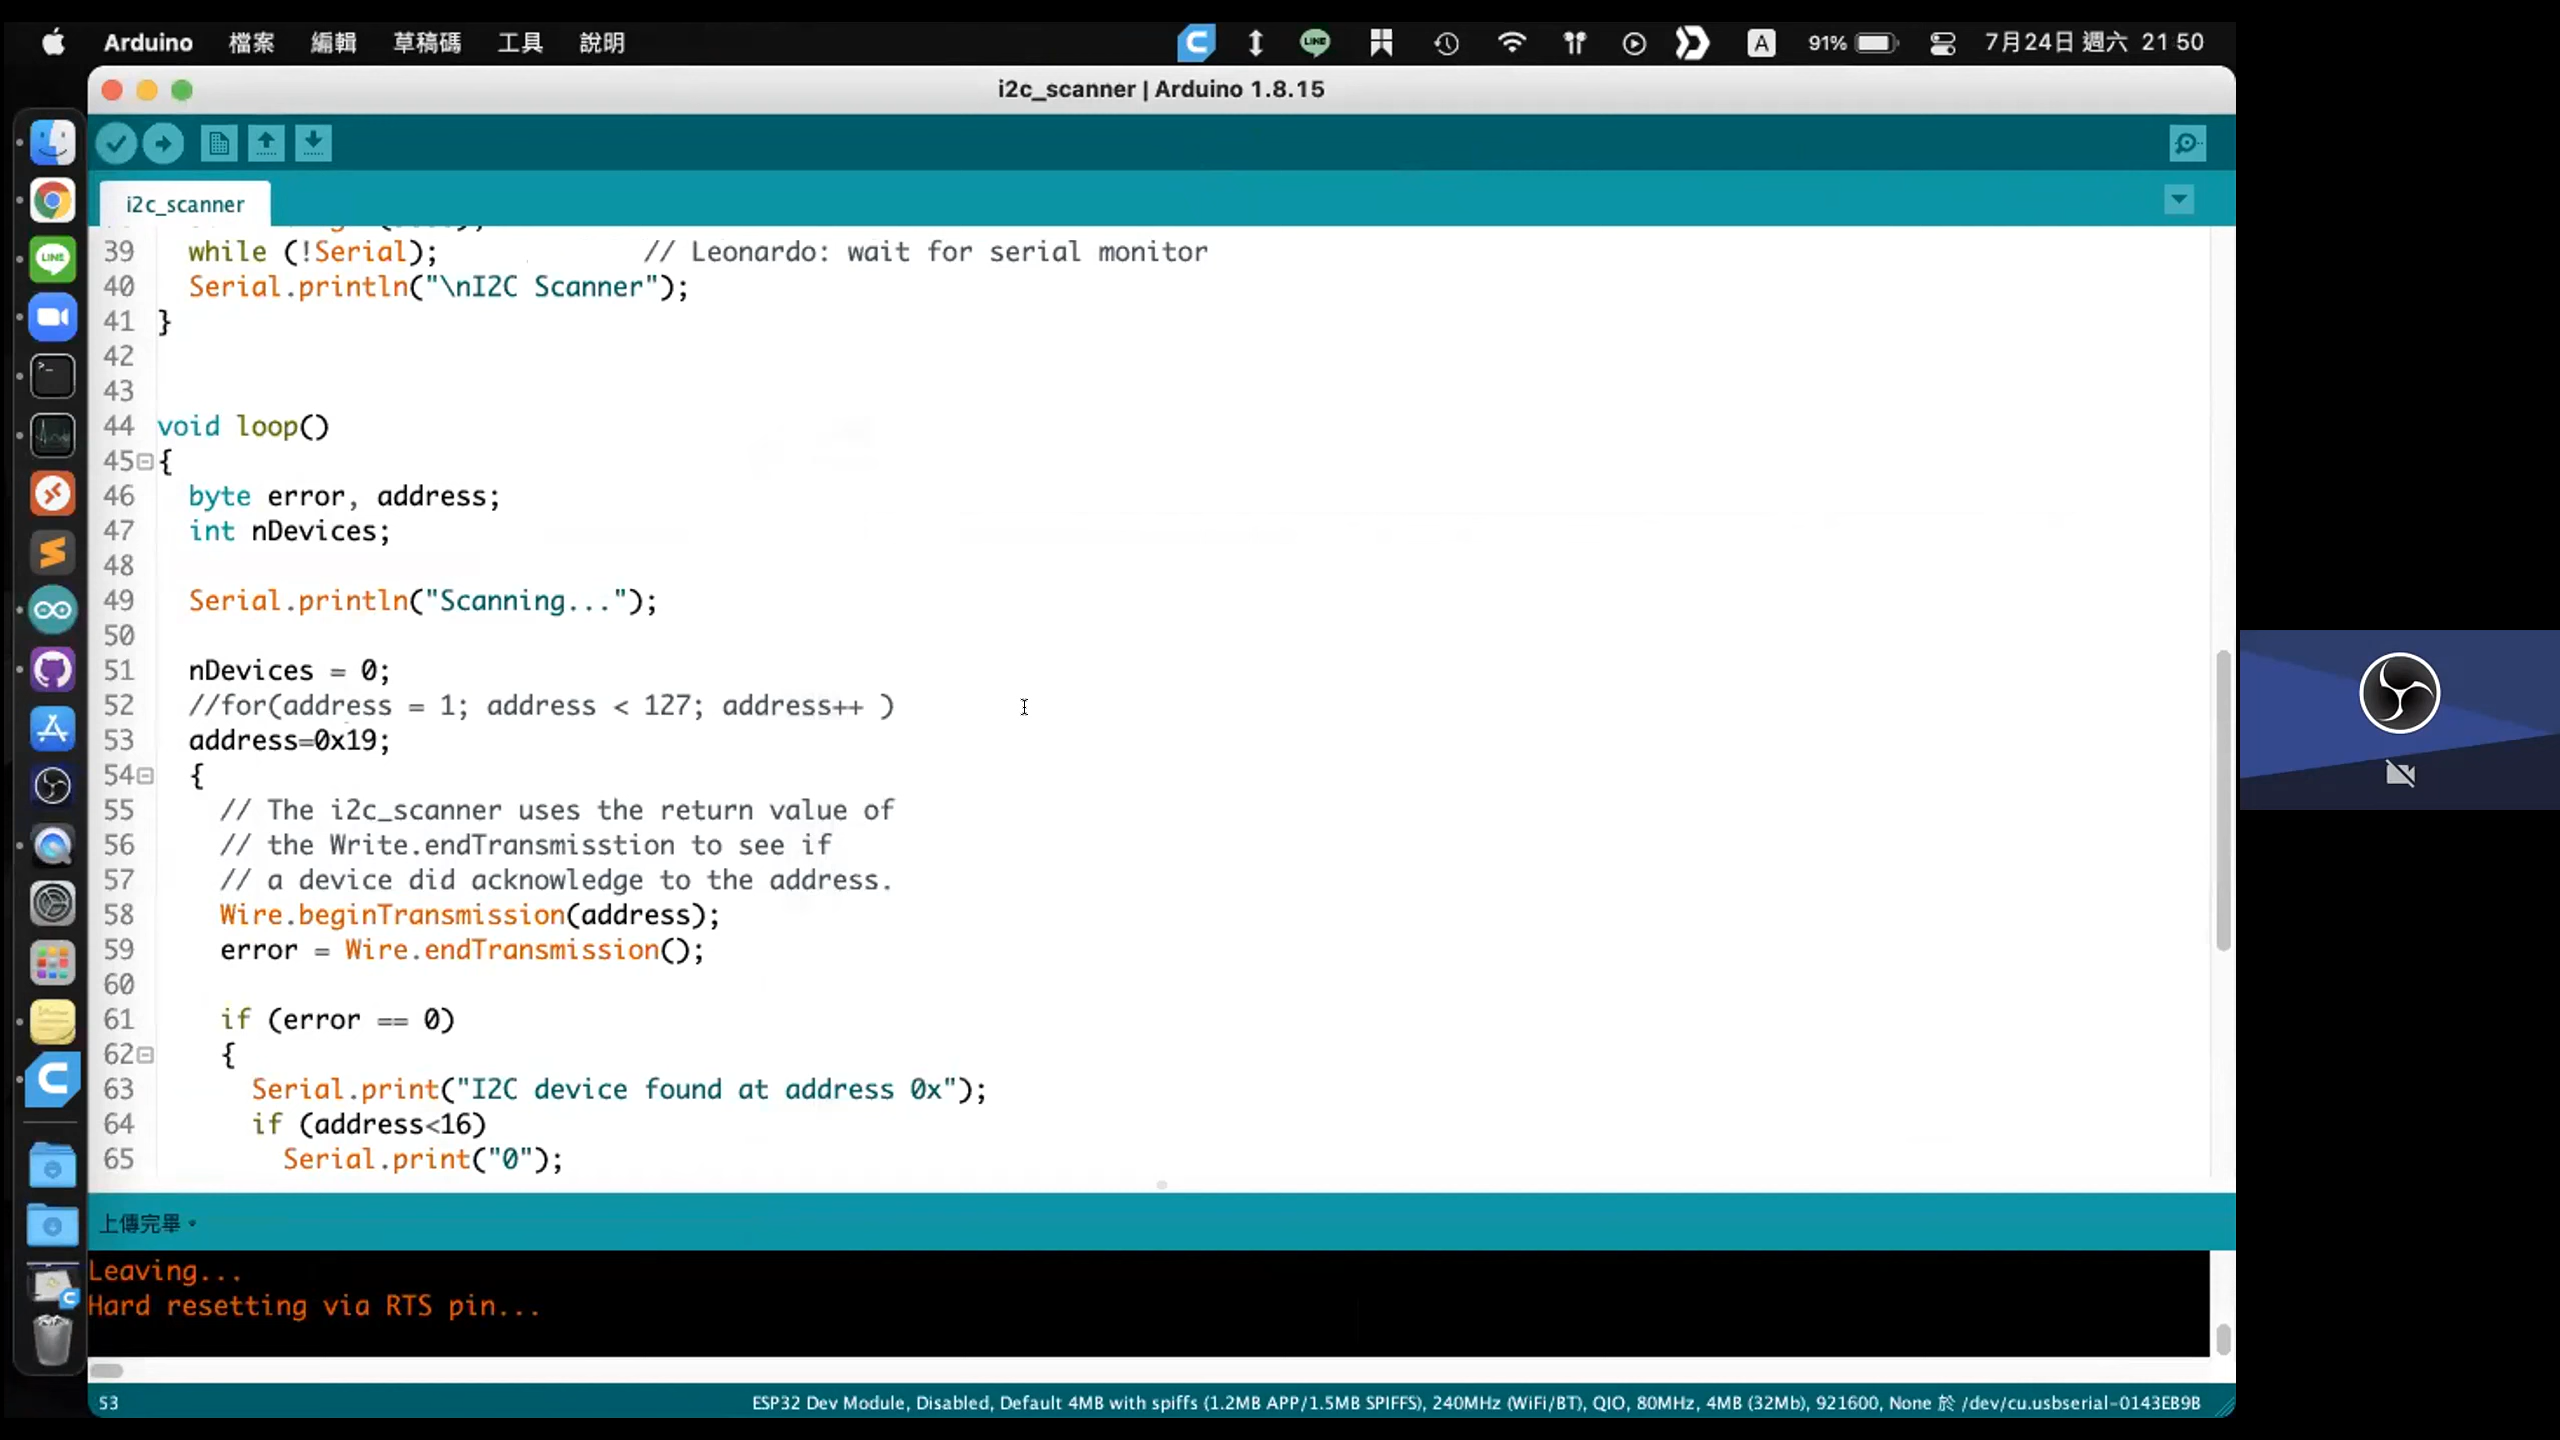 Arduino 檔案 編輯 草稿碼 工具 說明 LINE A 91% 7月24日 週六 21 50
i2c_scanner | Arduino 1.8.15
i2c_scanner
39 while (!Serial); // Leonardo: wait for serial monitor
40 Serial.println("\nI2C Scanner");
41 }
42
43
44 void loop()
45 {
46 byte error, address;
47 int nDevices;
48
49 Serial.println("Scanning...");
50
51 nDevices = 0;
52 //for(address = 1; address < 127; address++ )
53 address=0x19;
54 {
55 // The i2c_scanner uses the return value of
56 // the Write.endTransmisstion to see if
57 // a device did acknowledge to the address.
58 Wire.beginTransmission(address);
59 error = Wire.endTransmission();
60
61 if (error == 0)
62 {
63 Serial.print("I2C device found at address 0x");
64 if (address<16)
65 Serial.print("0");
上傳完畢。
Leaving...
Hard resetting via RTS pin...
53 ESP32 Dev Module, Disabled, Default 4MB with spiffs (1.2MB APP/1.5MB SPIFFS), 240MHz (WiFi/BT), QIO, 80MHz, 4MB (32Mb), 921600, None 於 /dev/cu.usbserial-0143EB9B